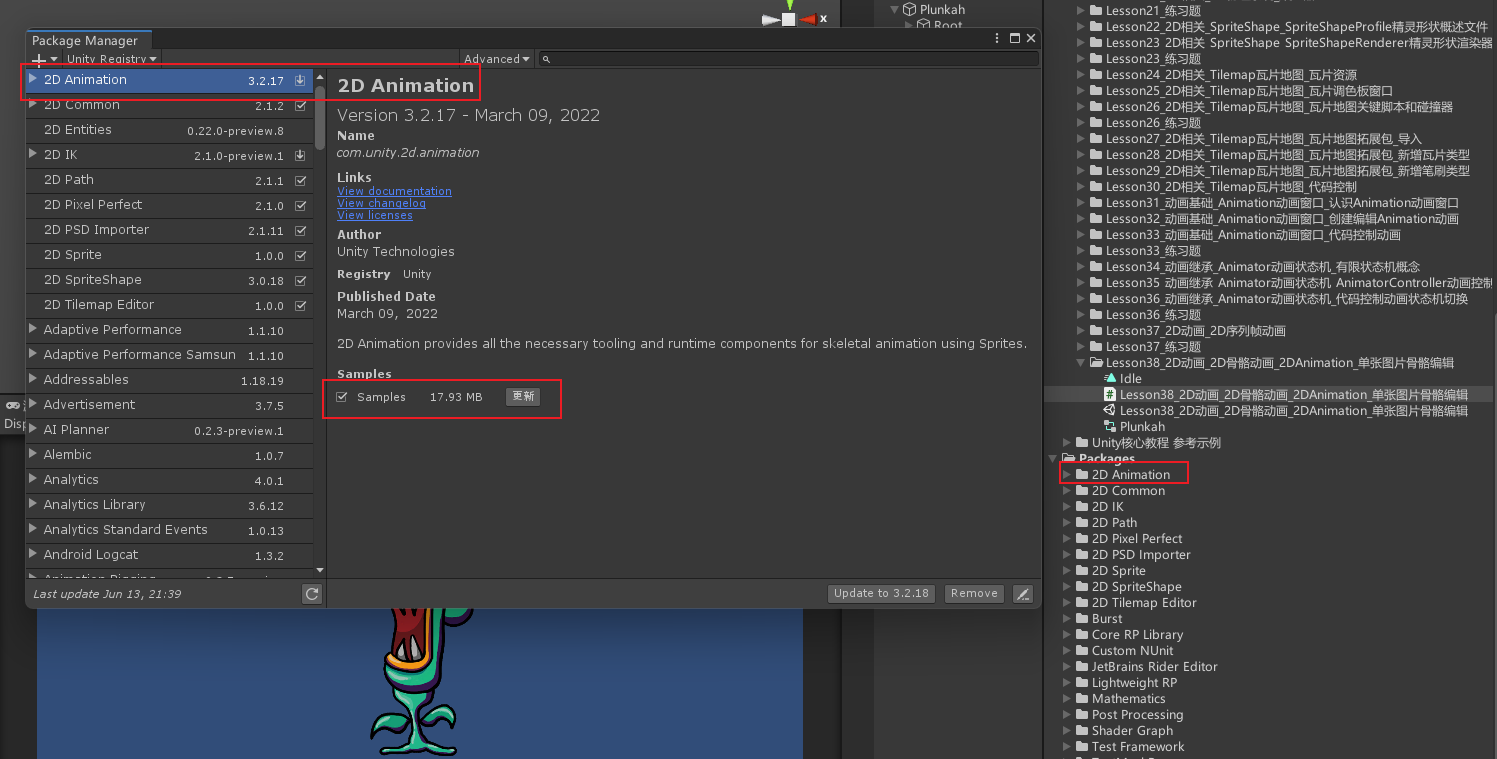 Package Manager
Unity Registry
Advanced
2D Animation 3.2.17
2D Common 2.1.2
2D Entities 0.22.0-preview.8
2D IK 2.1.0-preview.1
2D Path 2.1.1
2D Pixel Perfect 2.1.0
2D PSD Importer 2.1.11
2D Sprite 1.0.0
2D SpriteShape 3.0.18
2D Tilemap Editor 1.0.0
Adaptive Performance 1.1.10
Adaptive Performance Samsun 1.1.10
Addressables 1.18.19
Advertisement 3.7.5
AI Planner 0.2.3-preview.1
Alembic 1.0.7
Analytics 4.0.1
Analytics Library 3.6.12
Analytics Standard Events 1.0.13
Android Logcat 1.3.2
Last update Jun 13, 21:39
2D Animation
Version 3.2.17 - March 09, 2022
Name
com.unity.2d.animation
Links
View documentation
View changelog
View licenses
Author
Unity Technologies
Registry Unity
Published Date
March 09, 2022
2D Animation provides all the necessary tooling and runtime components for skeletal animation using Sprites.
Samples
Samples 17.93 MB 更新
Update to 3.2.18
Remove
x
Disp
Plunkah
Root
Lesson21_练习题
Lesson22_2D相关_SpriteShape_SpriteShapeProfile精灵形状概述文件
Lesson23_2D相关_SpriteShape_SpriteShapeRenderer精灵形状渲染器
Lesson23_练习题
Lesson24_2D相关_Tilemap瓦片地图_瓦片资源
Lesson25_2D相关_Tilemap瓦片地图_瓦片调色板窗口
Lesson26_2D相关_Tilemap瓦片地图_瓦片地图关键脚本和碰撞器
Lesson26_练习题
Lesson27_2D相关_Tilemap瓦片地图_瓦片地图拓展包_导入
Lesson28_2D相关_Tilemap瓦片地图_瓦片地图拓展包_新增瓦片类型
Lesson29_2D相关_Tilemap瓦片地图_瓦片地图拓展包_新增笔刷类型
Lesson30_2D相关_Tilemap瓦片地图_代码控制
Lesson31_动画基础_Animation动画窗口_认识Animation动画窗口
Lesson32_动画基础_Animation动画窗口_创建编辑Animation动画
Lesson33_动画基础_Animation动画窗口_代码控制动画
Lesson33_练习题
Lesson34_动画继承_Animator动画状态机_有限状态机概念
Lesson35_动画继承_Animator动画状态机_AnimatorController动画控制
Lesson36_动画继承_Animator动画状态机_代码控制动画状态机切换
Lesson36_练习题
Lesson37_2D动画_2D序列帧动画
Lesson37_练习题
Lesson38_2D动画_2D骨骼动画_2DAnimation_单张图片骨骼编辑
Idle
Lesson38_2D动画_2D骨骼动画_2DAnimation_单张图片骨骼编辑
Lesson38_2D动画_2D骨骼动画_2DAnimation_单张图片骨骼编辑
Plunkah
Unity核心教程 参考示例
Packages
2D Animation
2D Common
2D IK
2D Path
2D Pixel Perfect
2D PSD Importer
2D Sprite
2D SpriteShape
2D Tilemap Editor
Burst
Core RP Library
Custom NUnit
JetBrains Rider Editor
Lightweight RP
Mathematics
Post Processing
Shader Graph
Test Framework